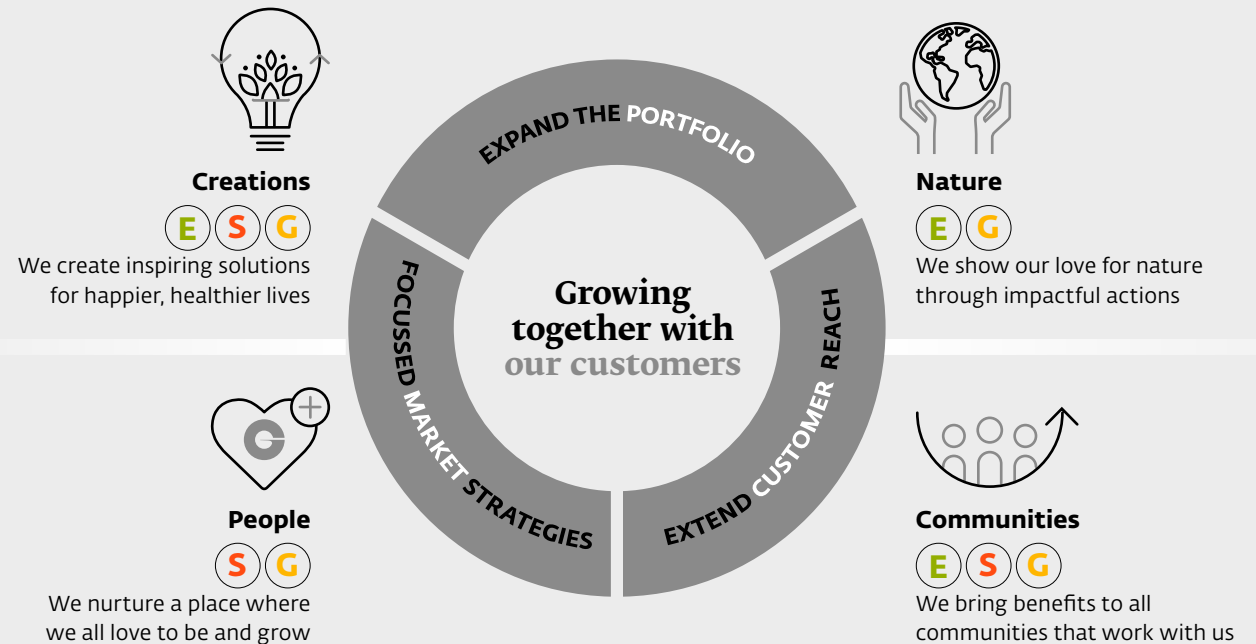 Creations
E S G
We create inspiring solutions
for happier, healthier lives
EXPAND THE PORTFOLIO
FOCUSSED MARKET STRATEGIES
EXTEND CUSTOMER REACH
Growing
together with
our customers
Nature
E G
We show our love for nature
through impactful actions
People
S G
We nurture a place where
we all love to be and grow
Communities
E S G
We bring benefits to all
communities that work with us